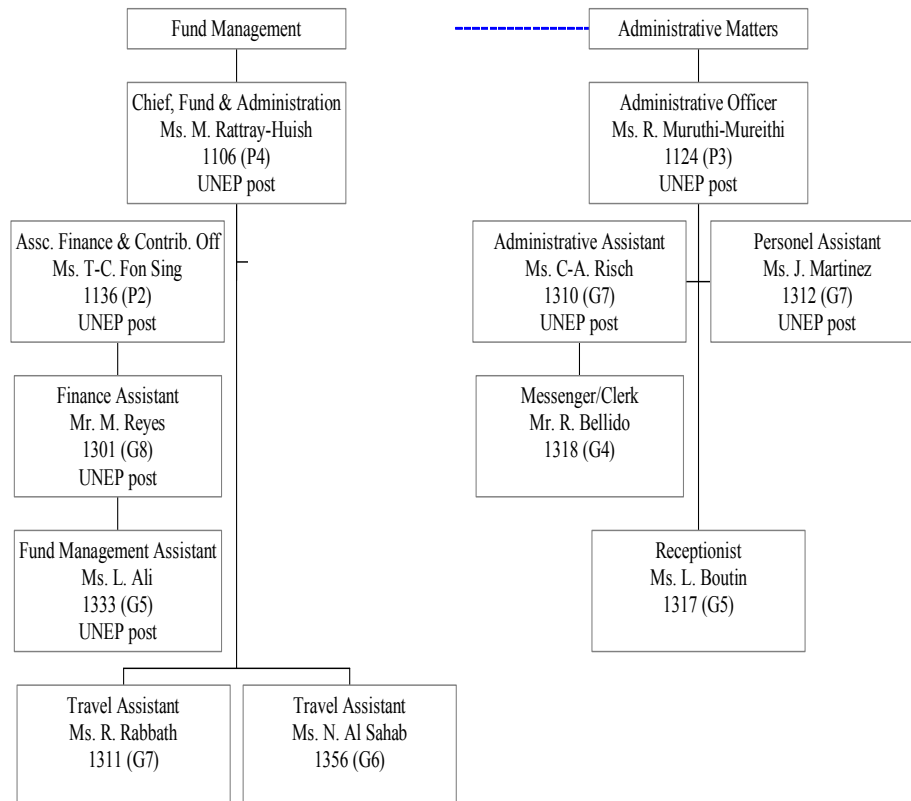 Fund Management
Administrative Matters
Chief, Fund & Administration
Ms. M. Rattray-Huish
1106 (P4)
UNEP post
Administrative Officer
Ms. R. Muruthi-Mureithi
1124 (P3)
UNEP post
Assc. Finance & Contrib. Off
Ms. T-C. Fon Sing
1136 (P2)
UNEP post
Administrative Assistant
Ms. C-A. Risch
1310 (G7)
UNEP post
Personel Assistant
Ms. J. Martinez
1312 (G7)
UNEP post
Finance Assistant
Mr. M. Reyes
1301 (G8)
UNEP post
Messenger/Clerk
Mr. R. Bellido
1318 (G4)
Fund Management Assistant
Ms. L. Ali
1333 (G5)
UNEP post
Receptionist
Ms. L. Boutin
1317 (G5)
Travel Assistant
Ms. R. Rabbath
1311 (G7)
Travel Assistant
Ms. N. Al Sahab
1356 (G6)